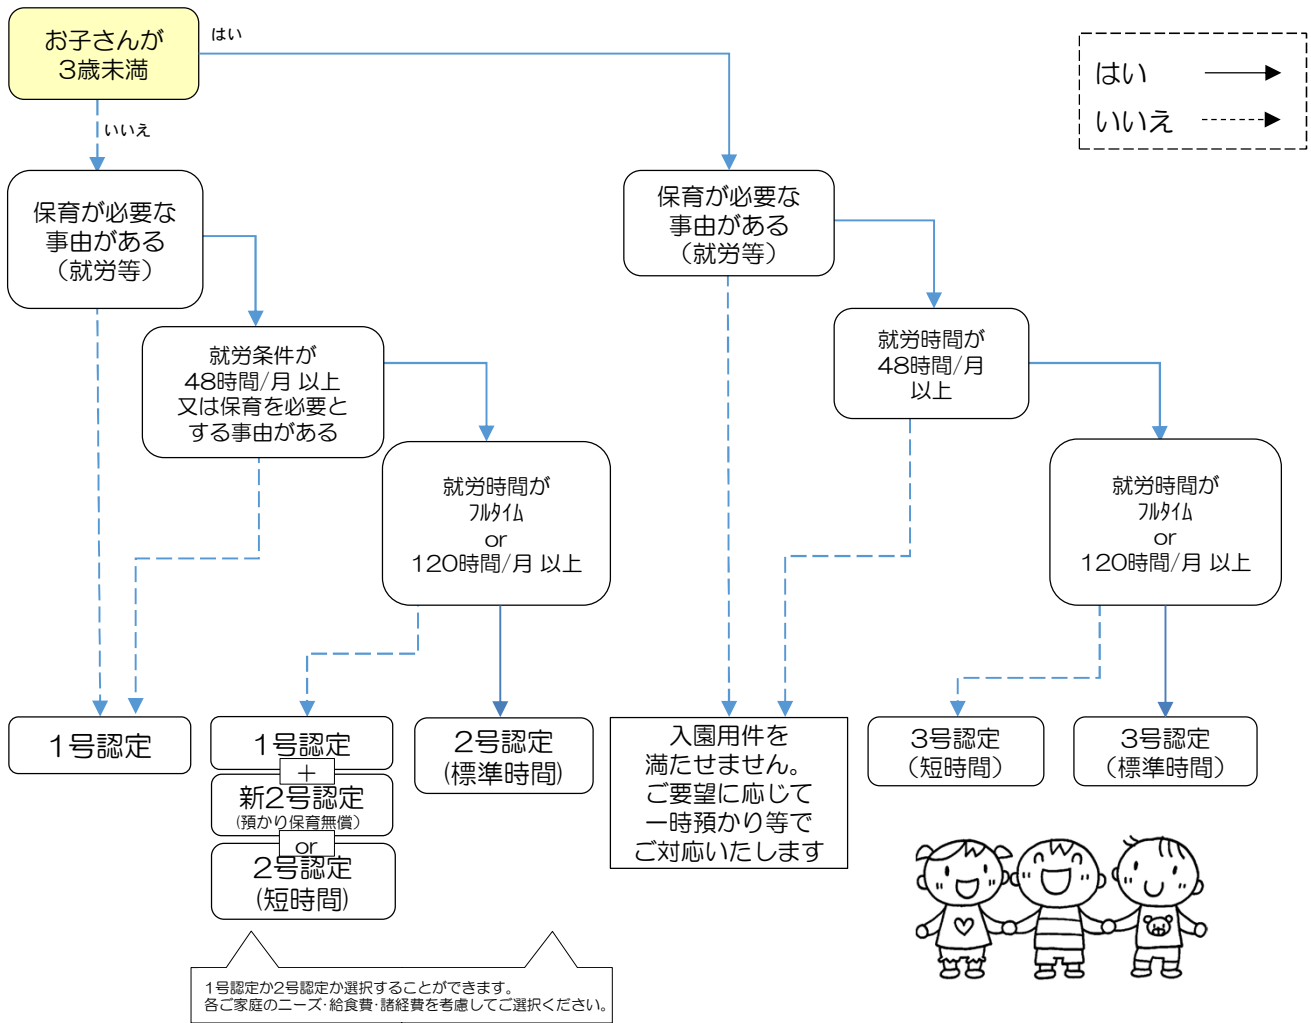 お子さんが
3歳未満
はい
いいえ
はい
いいえ
保育が必要な
事由がある
（就労等）
保育が必要な
事由がある
（就労等）
就労条件が
48時間/月 以上
又は保育を必要と
する事由がある
就労時間が
48時間/月
以上
就労時間が
ﾌﾙﾀｲﾑ
or
120時間/月 以上
就労時間が
ﾌﾙﾀｲﾑ
or
120時間/月 以上
1号認定
1号認定
+
新2号認定
(預かり保育無償）
or
2号認定
(短時間)
2号認定
(標準時間)
入園用件を
満たせません。
ご要望に応じて
一時預かり等で
ご対応いたします
3号認定
（短時間）
3号認定
（標準時間）
1号認定か2号認定か選択することができます。
各ご家庭のニーズ・給食費・諸経費を考慮してご選択ください。